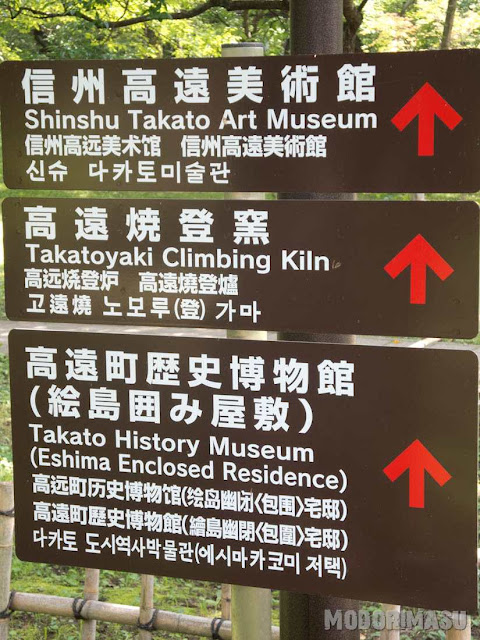 信州高遠美術館
Shinshu Takato Art Museum
信州高远美术馆 信州高遠美術館
신슈 다카토미술관
高遠焼登窯
Takatoyaki Climbing Kiln
高远烧登炉 高遠燒登爐
고遠燒 노보루(登) 가마
高遠町歴史博物館
(絵島囲み屋敷)
Takato History Museum
(Eshima Enclosed Residence)
高远町历史博物馆(绘岛幽闭〈包围〉宅邸)
高遠町歷史博物館(繪島幽閉〈包圍〉宅邸)
다카토 도시역사박물관(에시마카코미 저택)
MODORIMASU